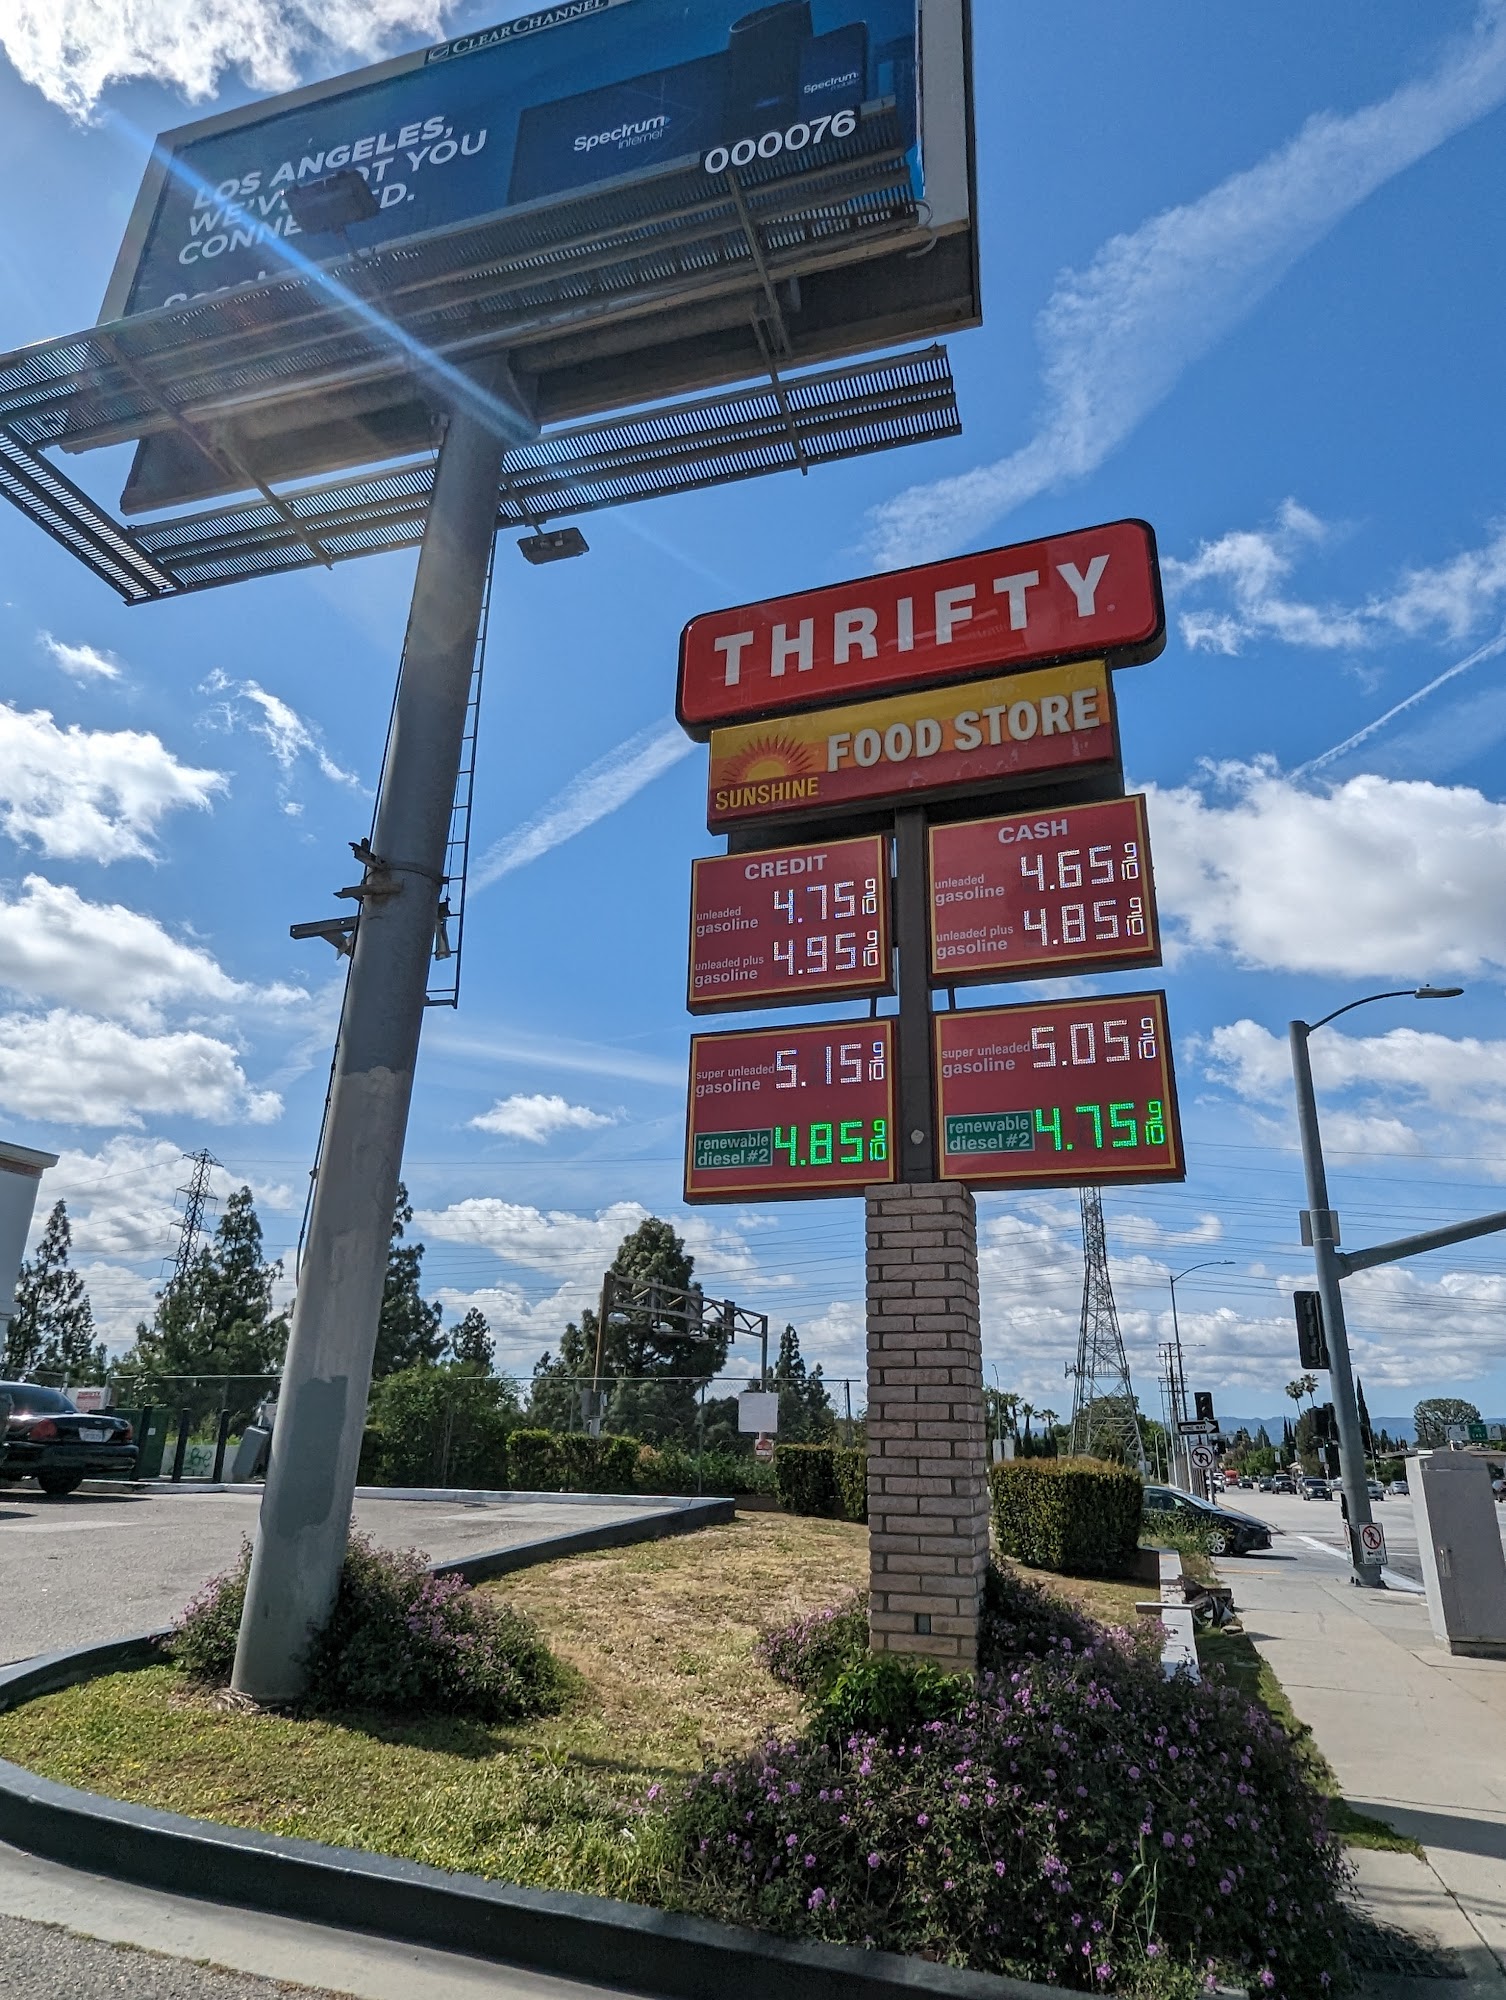 CLEAR CHANNEL
LOS ANGELES,
YOU
Spectrum
internet
Spectrum
mobile
000076
THRIFTY
FOOD STORE
SUNSHINE
CREDIT
unleaded
gasoline
4.75 9/10
unleaded plus
gasoline
4.95 9/10
super unleaded
gasoline
5.15 9/10
renewable
diesel #2
4.85 9/10
CASH
unleaded
gasoline
4.65 9/10
unleaded plus
gasoline
4.85 9/10
super unleaded
gasoline
5.05 9/10
renewable
diesel #2
4.75 9/10